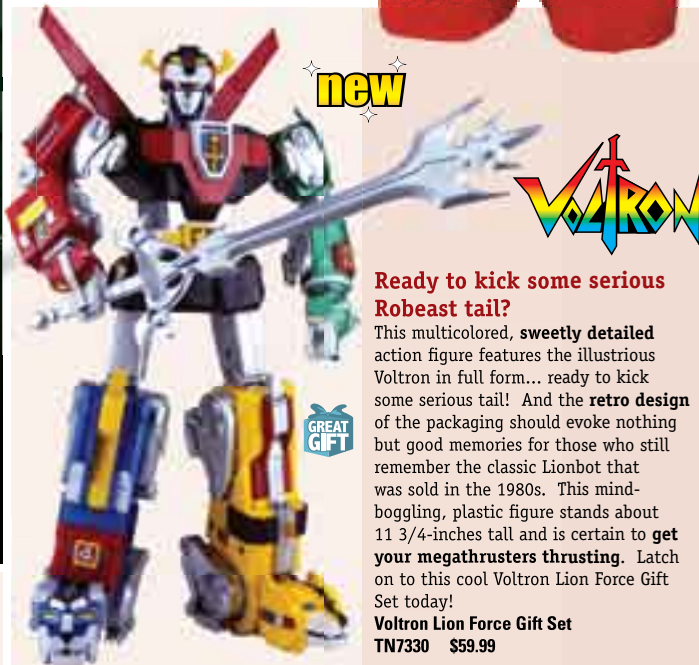 new
VOLTRON
Ready to kick some serious
Robeast tail?
This multicolored, sweetly detailed
action figure features the illustrious
Voltron in full form... ready to kick
some serious tail!  And the retro design
of the packaging should evoke nothing
but good memories for those who still
remember the classic Lionbot that
was sold in the 1980s.  This mind-
boggling, plastic figure stands about
11 3/4-inches tall and is certain to get
your megathrusters thrusting.  Latch
on to this cool Voltron Lion Force Gift
Set today!
Voltron Lion Force Gift Set
TN7330    $59.99
GREAT
GIFT